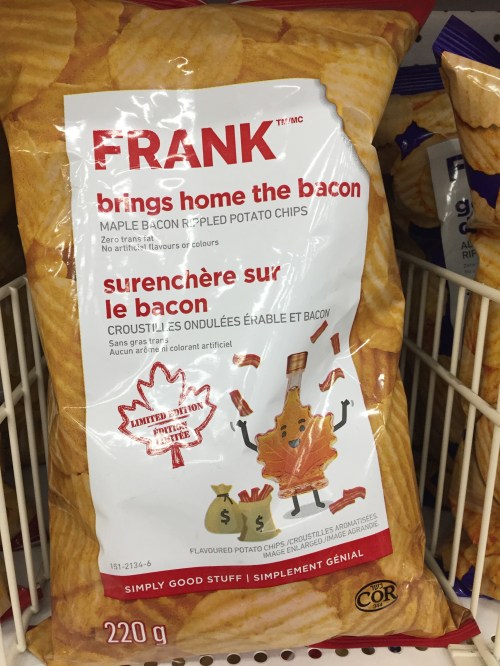 FRANK TM/MC
brings home the bacon
MAPLE BACON RIPPLED POTATO CHIPS
Zero trans fat
No artificial flavours or colours
surenchère sur
le bacon
CROUSTILLES ONDULÉES ÉRABLE ET BACON
Sans gras trans
Aucun arôme ni colorant artificiel
LIMITED EDITION
ÉDITION
LIMITÉE
$ $
FLAVOURED POTATO CHIPS / CROUSTILLES AROMATISÉES
IMAGE ENLARGED / IMAGE AGRANDIE
151-2134-6
SIMPLY GOOD STUFF | SIMPLEMENT GÉNIAL
COR
220 g